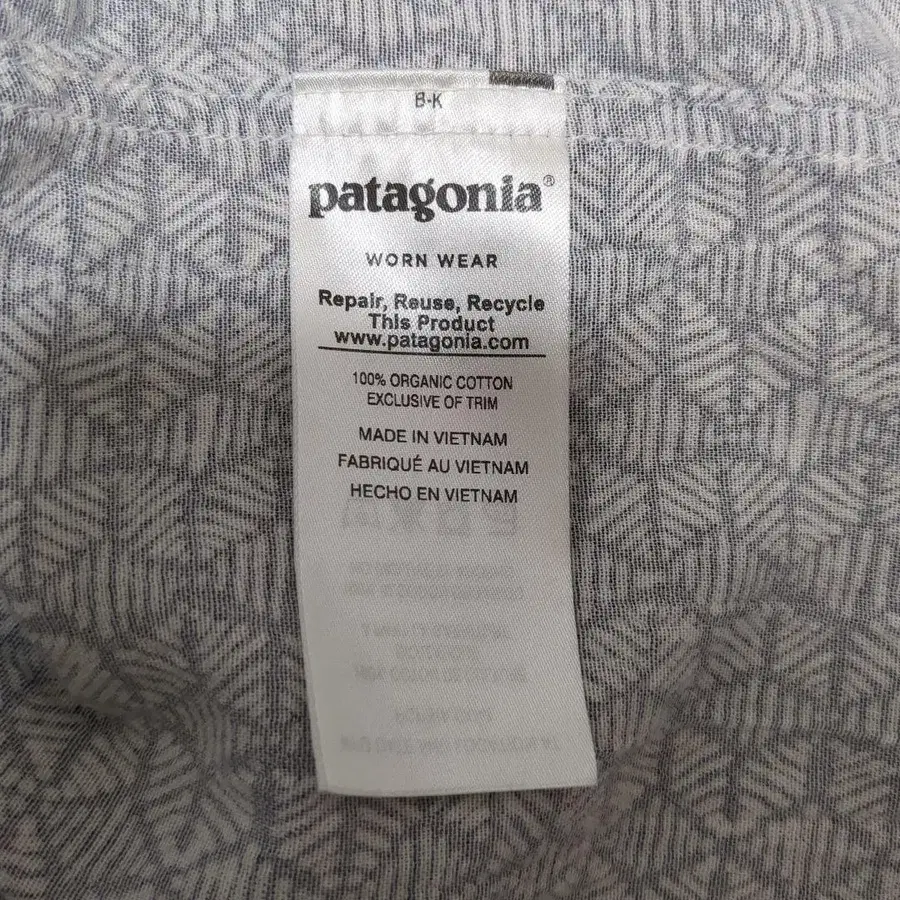 B-K
patagonia®
WORN WEAR
Repair, Reuse, Recycle
This Product
www.patagonia.com
100% ORGANIC COTTON
EXCLUSIVE OF TRIM
MADE IN VIETNAM
FABRIQUÉ AU VIETNAM
HECHO EN VIETNAM